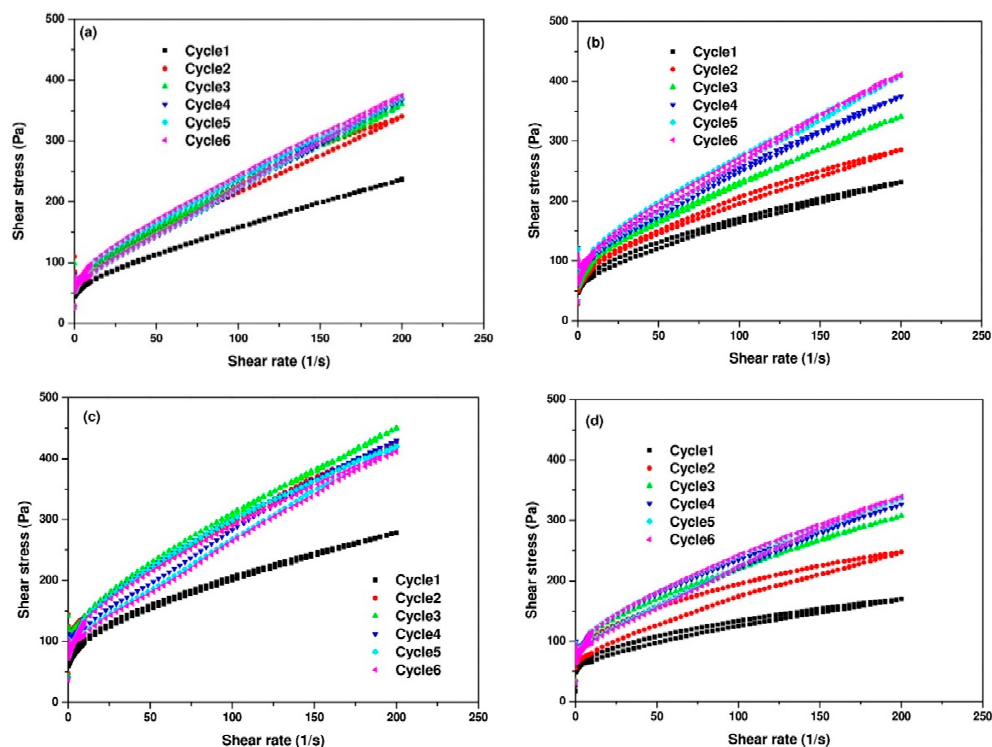 (a)
500
400
300
200
100
0
Shear stress (Pa)
Cycle1
Cycle2
Cycle3
Cycle4
Cycle5
Cycle6
0 50 100 150 200 250
Shear rate (1/s)
(b)
500
400
300
200
100
0
Shear stress (Pa)
Cycle1
Cycle2
Cycle3
Cycle4
Cycle5
Cycle6
0 50 100 150 200 250
Shear rate (1/s)
(c)
500
400
300
200
100
0
Shear stress (Pa)
Cycle1
Cycle2
Cycle3
Cycle4
Cycle5
Cycle6
0 50 100 150 200 250
Shear rate (1/s)
(d)
500
400
300
200
100
0
Shear stress (Pa)
Cycle1
Cycle2
Cycle3
Cycle4
Cycle5
Cycle6
0 50 100 150 200 250
Shear rate (1/s)